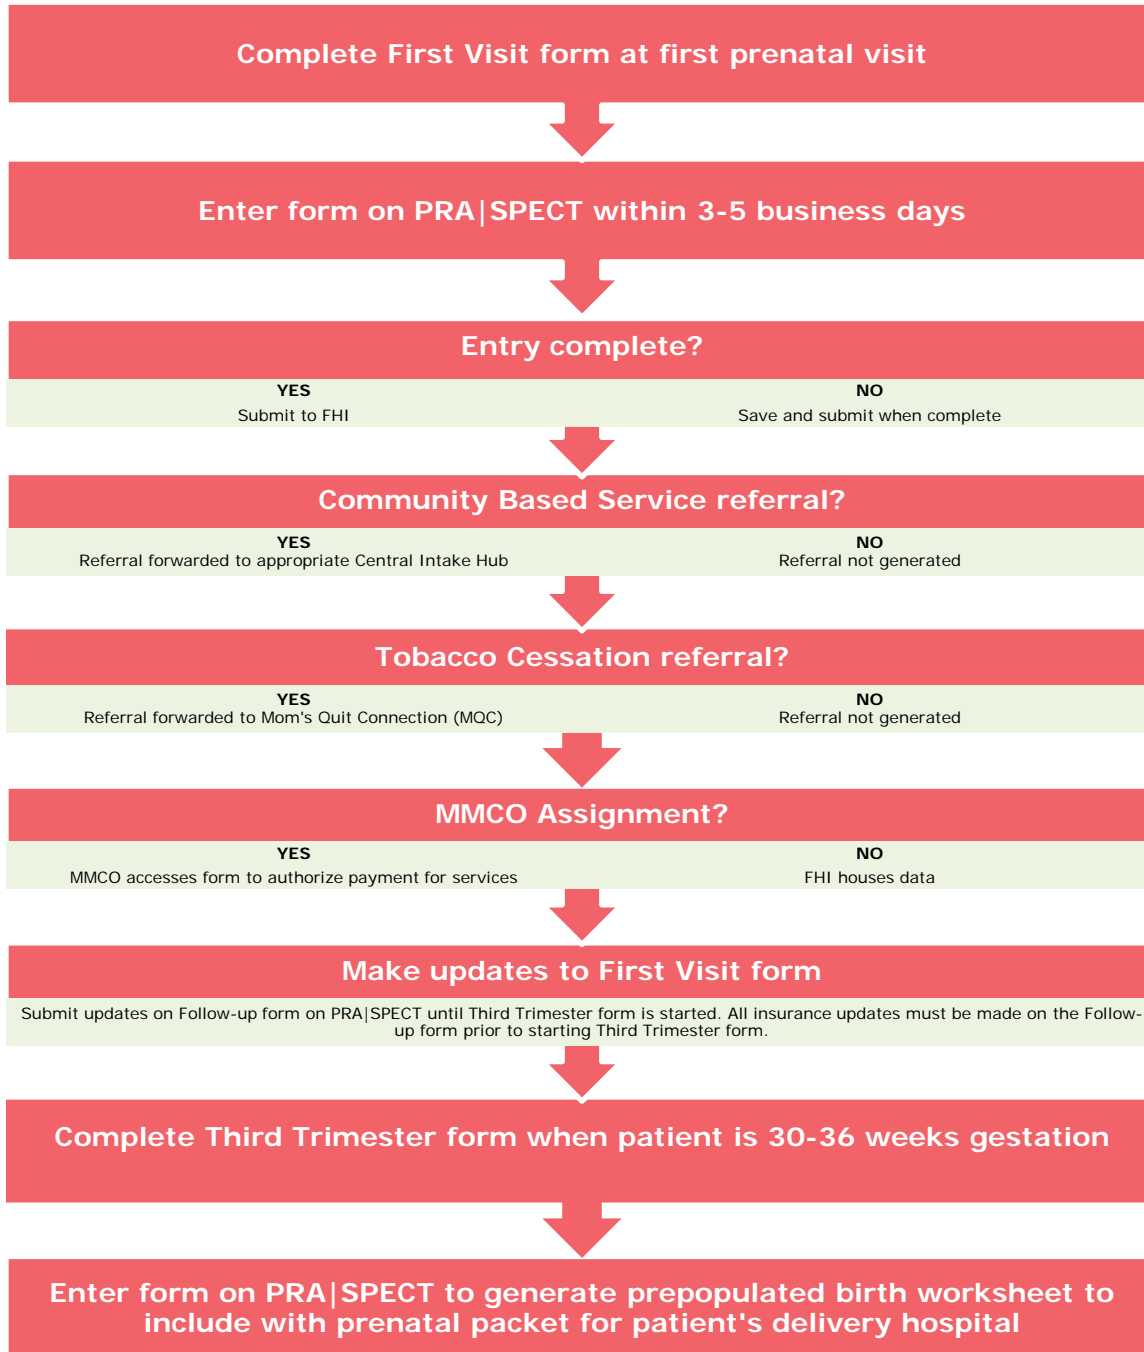 Complete First Visit form at first prenatal visit
Enter form on PRA|SPECT within 3-5 business days
Entry complete?
YES
Submit to FHI
NO
Save and submit when complete
Community Based Service referral?
YES
Referral forwarded to appropriate Central Intake Hub
NO
Referral not generated
Tobacco Cessation referral?
YES
Referral forwarded to Mom's Quit Connection (MQC)
NO
Referral not generated
MMCO Assignment?
YES
MMCO accesses form to authorize payment for services
NO
FHI houses data
Make updates to First Visit form
Submit updates on Follow-up form on PRA|SPECT until Third Trimester form is started. All insurance updates must be made on the Follow-
up form prior to starting Third Trimester form.
Complete Third Trimester form when patient is 30-36 weeks gestation
Enter form on PRA|SPECT to generate prepopulated birth worksheet to
include with prenatal packet for patient's delivery hospital